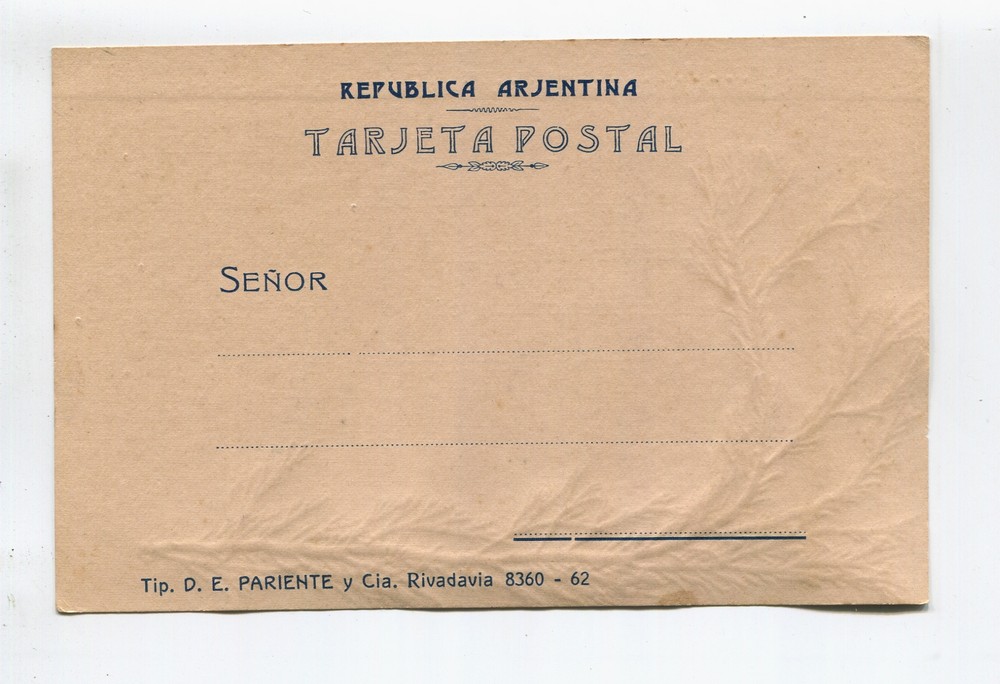 REPUBLICA ARJENTINA
TARJETA POSTAL
SEÑOR
Tip. D. E. PARIENTE y Cia. Rivadavia 8360 - 62